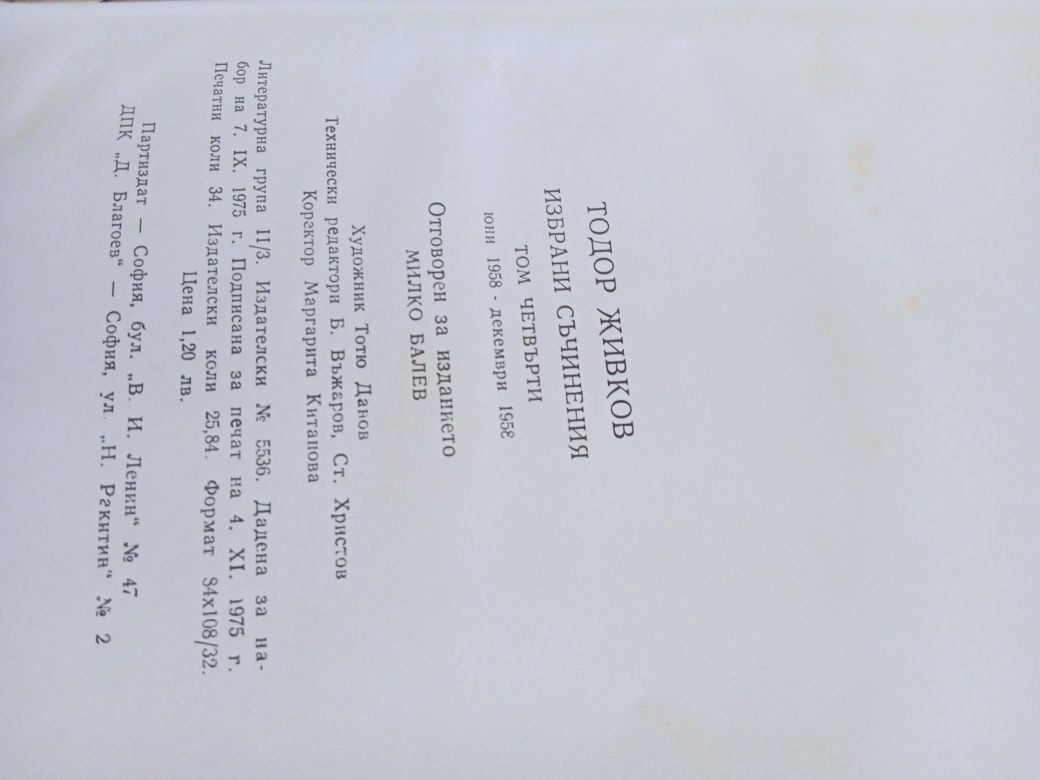 ТОДОР ЖИВКОВ
ИЗБРАНИ СЪЧИНЕНИЯ
ТОМ ЧЕТВЪРТИ
юни 1958 - декември 1958
Отговорен за изданието
МИЛКО БАЛЕВ
Художник Тотю Данов
Технически редактори Б. Въжаров, Ст. Христов
Коректор Маргарита Китанова
Литературна група II/3. Издателски № 5536. Дадена за на-
бор на 7. IX. 1975 г. Подписана за печат на 4. XI. 1975 г.
Печатни коли 34. Издателски коли 25,84. Формат 84x108/32.
Цена 1,20 лв.
Партиздат — София, бул. „В. И. Ленин“ № 47
ДПК „Д. Благоев“ — София, ул. „Н. Ракитин“ № 2